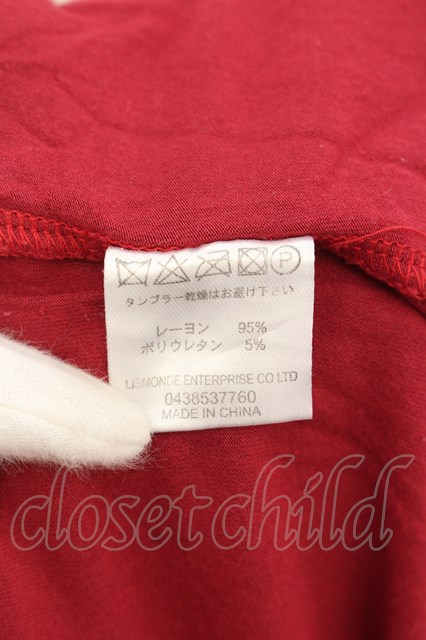 タンブラー乾燥はお避け下さい
レーヨン 95%
ポリウレタン 5%
LISMONDE ENTERPRISE CO LTD
0438537760
MADE IN CHINA
closet child